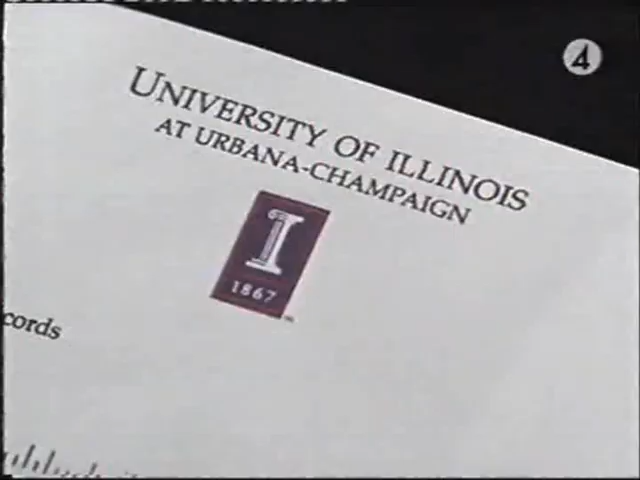 4
UNIVERSITY OF ILLINOIS
AT URBANA-CHAMPAIGN
I
1867
cords